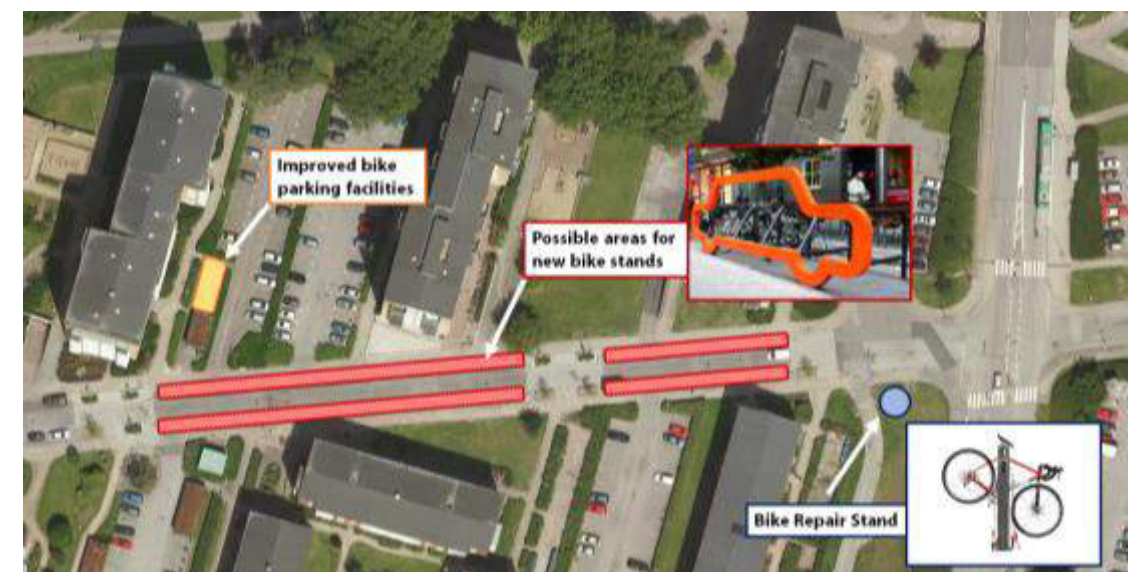 Improved bike
parking facilities
Possible areas for
new bike stands
Bike Repair Stand